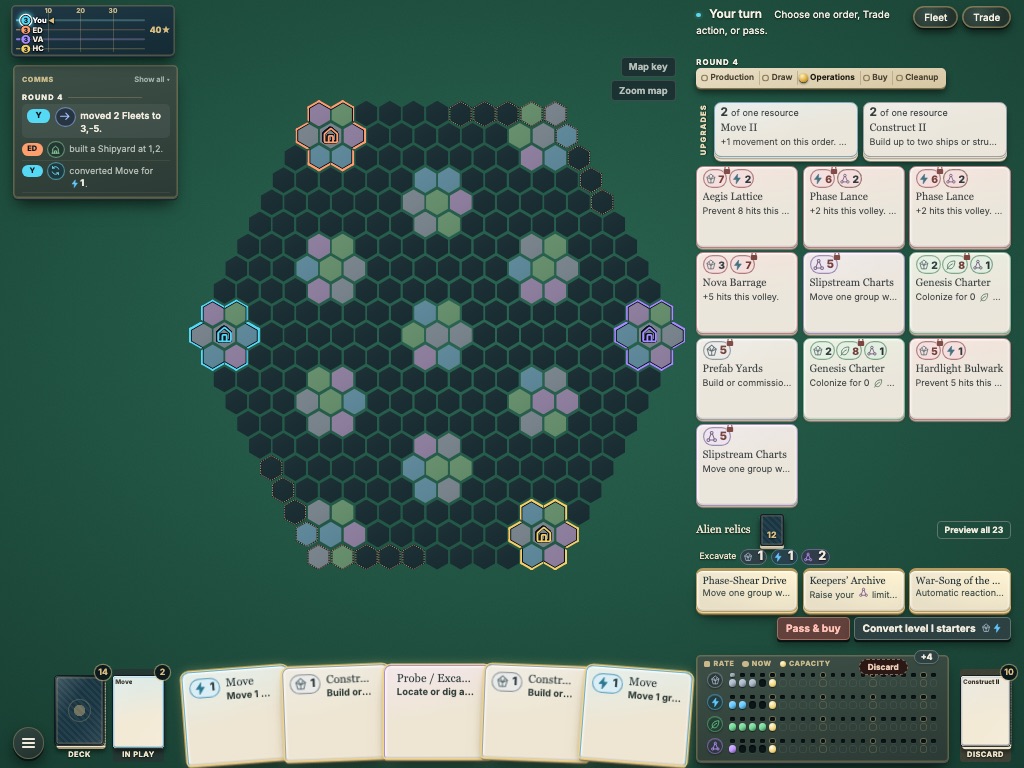 10 20 30
3 You
3 ED
3 VA
3 HC
40★
COMMS
Show all
ROUND 4
Y moved 2 Fleets to
3,-5.
ED built a Shipyard at 1,2.
Y converted Move for
1.
Map key
Zoom map
Your turn Choose one order, Trade
action, or pass.
Fleet
Trade
ROUND 4
Production
Draw
Operations
Buy
Cleanup
UPGRADES
2 of one resource
Move II
+1 movement on this order. ...
2 of one resource
Construct II
Build up to two ships or stru...
7 2
Aegis Lattice
Prevent 8 hits this ...
6 2
Phase Lance
+2 hits this volley. ...
6 2
Phase Lance
+2 hits this volley. ...
3 7
Nova Barrage
+5 hits this volley.
5
Slipstream Charts
Move one group w...
2 8 1
Genesis Charter
Colonize for 0 ...
5
Prefab Yards
Build or commissio...
2 8 1
Genesis Charter
Colonize for 0 ...
5 1
Hardlight Bulwark
Prevent 5 hits this ...
5
Slipstream Charts
Move one group w...
Alien relics
12
Preview all 23
Excavate 1 1 2
Phase-Shear Drive
Move one group w...
Keepers' Archive
Raise your limit...
War-Song of the ...
Automatic reaction...
Pass & buy
Convert level I starters
14
DECK
2
Move
IN PLAY
1 Move
Move 1 ...
1 Constr...
Build or...
Probe / Exca...
Locate or dig a...
1 Constr...
Build or...
1 Move
Move 1 gr...
RATE
NOW
CAPACITY
Discard
+4
10
Construct II
DISCARD